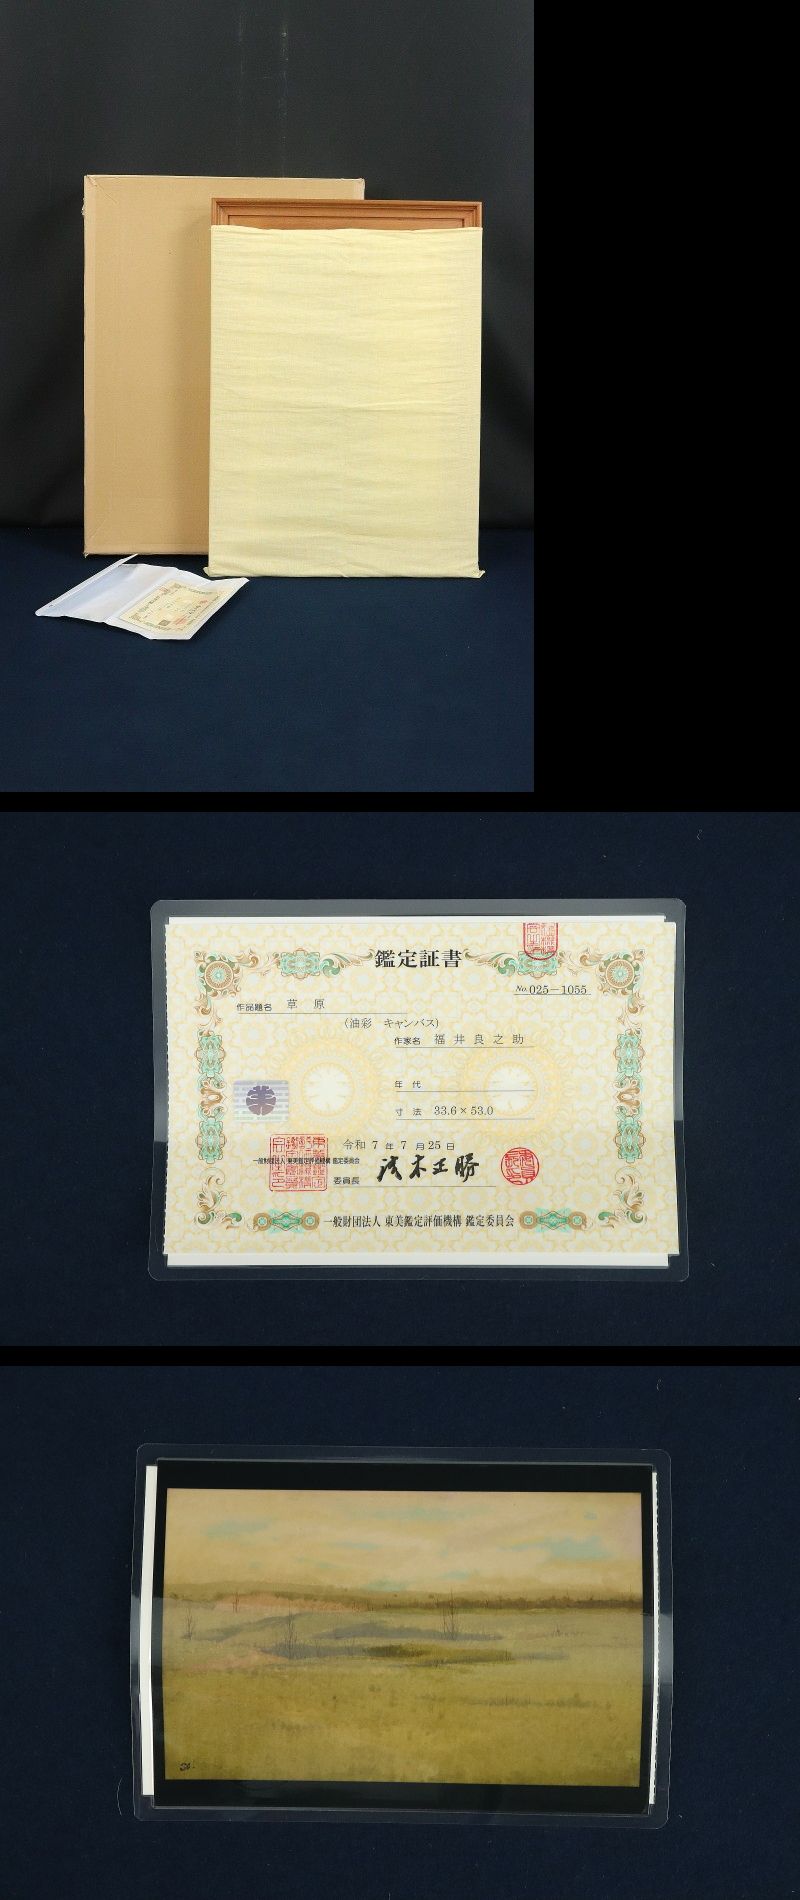 鑑定証書
No.025-1055
作品題名 草原
(油彩 キャンバス)
作家名 福井良之助
年代
寸法 33.6×53.0
令和 7 年 7 月 25 日
一般財団法人 東美鑑定評価機構 鑑定委員会
委員長
一般財団法人 東美鑑定評価機構 鑑定委員会